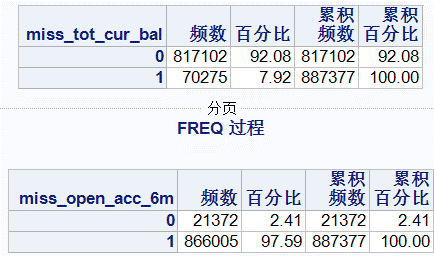 累积 累积
miss_tot_cur_bal 频数 百分比 频数 百分比
0 817102 92.08 817102 92.08
1 70275 7.92 887377 100.00
分页
FREQ 过程
累积 累积
miss_open_acc_6m 频数 百分比 频数 百分比
0 21372 2.41 21372 2.41
1 866005 97.59 887377 100.00